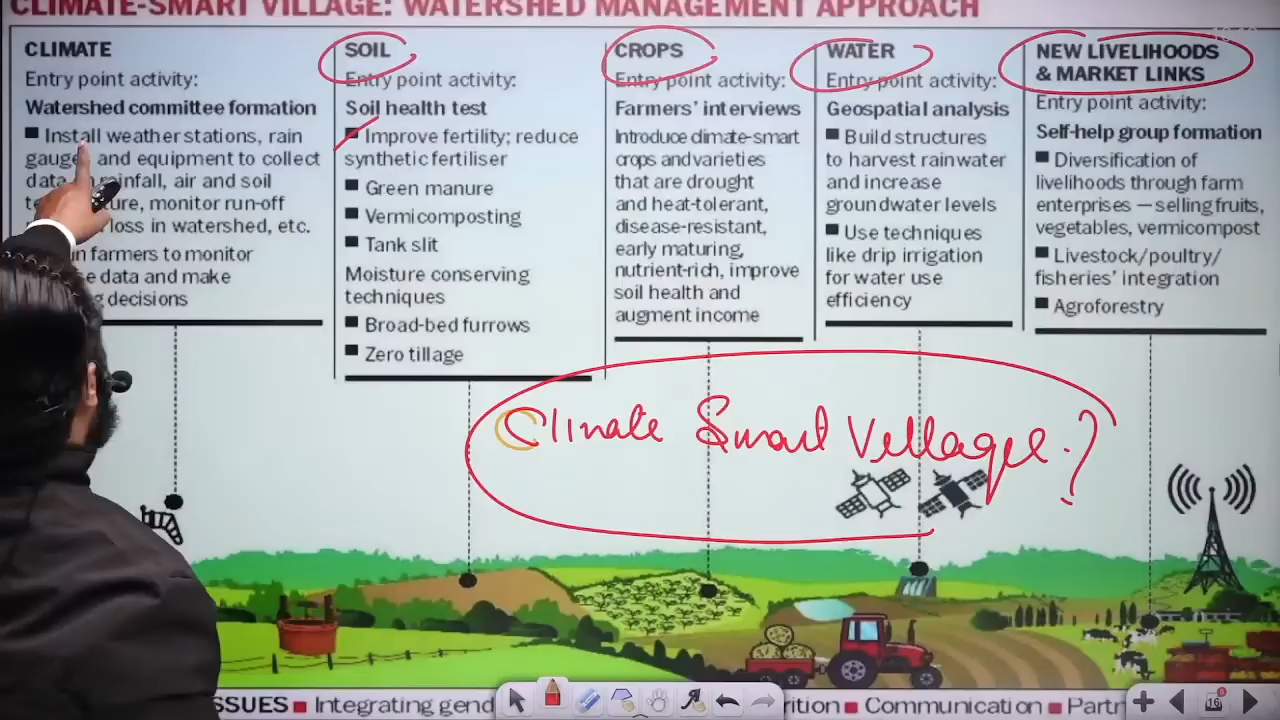 CLIMATE-SMART VILLAGE: WATERSHED MANAGEMENT APPROACH
CLIMATE
Entry point activity:
Watershed committee formation
■ Install weather stations, rain
and equipment to collect
rainfall, air and soil
monitor run-off
loss in watershed, etc.
farmers to monitor
data and make
decisions
SOIL
Entry point activity:
Soil health test
■ Improve fertility; reduce
synthetic fertiliser
■ Green manure
■ Vermicomposting
■ Tank slit
Moisture conserving
techniques
■ Broad-bed furrows
■ Zero tillage
CROPS
Entry point activity:
Farmers' interviews
Introduce climate-smart
crops and varieties
that are drought
and heat-tolerant,
disease-resistant,
early maturing,
nutrient-rich, improve
soil health and
augment income
WATER
Entry point activity:
Geospatial analysis
■ Build structures
to harvest rainwater
and increase
groundwater levels
■ Use techniques
like drip irrigation
for water use
efficiency
NEW LIVELIHOODS
& MARKET LINKS
Entry point activity:
Self-help group formation
■ Diversification of
livelihoods through farm
enterprises — selling fruits,
vegetables, vermicompost
■ Livestock/poultry/
fisheries' integration
■ Agroforestry
Climate Smart Village.?
SSUES ■ Integrating gend rition ■ Communication ■ Partr
16